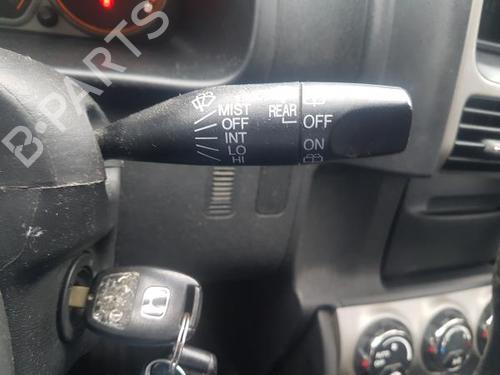 B-PARTS
MIST
OFF
INT
LO
HI
REAR
OFF
ON